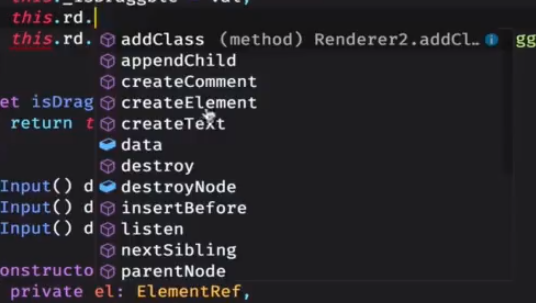 this._isDraggble = val;
this.rd.
this.rd.
addClass (method) Renderer2.addCl…
gg
appendChild
createComment
createElement
et isDrag
return t
createText
data
destroy
Input() d
destroyNode
Input() d
insertBefore
Input() d
listen
nextSibling
onstructo
parentNode
private el: ElementRef,